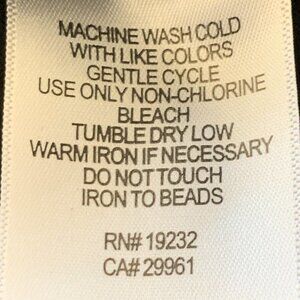 MACHINE WASH COLD
WITH LIKE COLORS
GENTLE CYCLE
USE ONLY NON-CHLORINE
BLEACH
TUMBLE DRY LOW
WARM IRON IF NECESSARY
DO NOT TOUCH
IRON TO BEADS
RN# 19232
CA# 29961